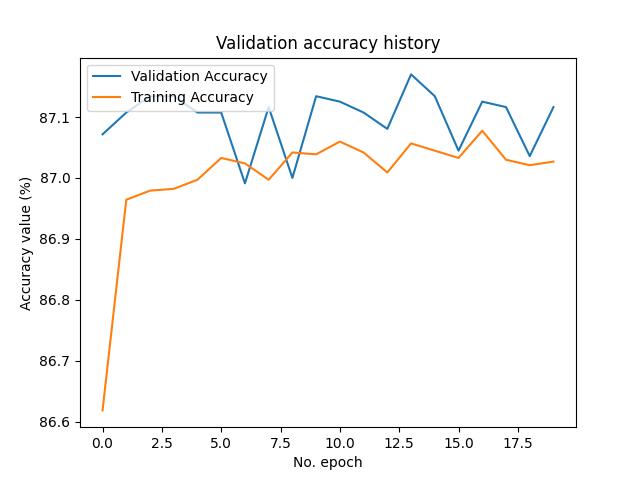 Validation accuracy history
Validation Accuracy
Training Accuracy
87.1
87.0
86.9
86.8
86.7
86.6
Accuracy value (%)
0.0 2.5 5.0 7.5 10.0 12.5 15.0 17.5
No. epoch